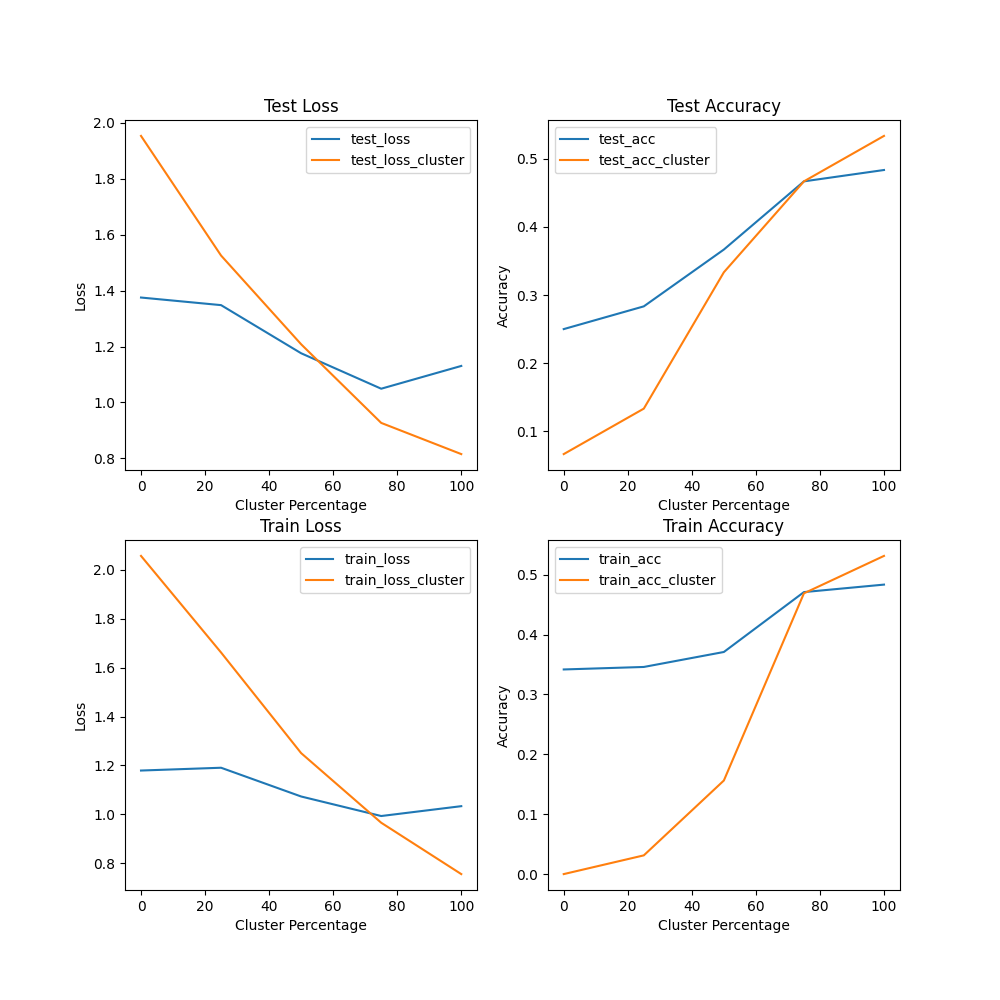 Test Loss
test_loss
test_loss_cluster
2.0
1.8
1.6
1.4
1.2
1.0
0.8
Loss
0 20 40 60 80 100
Cluster Percentage
Test Accuracy
test_acc
test_acc_cluster
0.5
0.4
0.3
0.2
0.1
Accuracy
0 20 40 60 80 100
Cluster Percentage
Train Loss
train_loss
train_loss_cluster
2.0
1.8
1.6
1.4
1.2
1.0
0.8
Loss
0 20 40 60 80 100
Cluster Percentage
Train Accuracy
train_acc
train_acc_cluster
0.5
0.4
0.3
0.2
0.1
0.0
Accuracy
0 20 40 60 80 100
Cluster Percentage